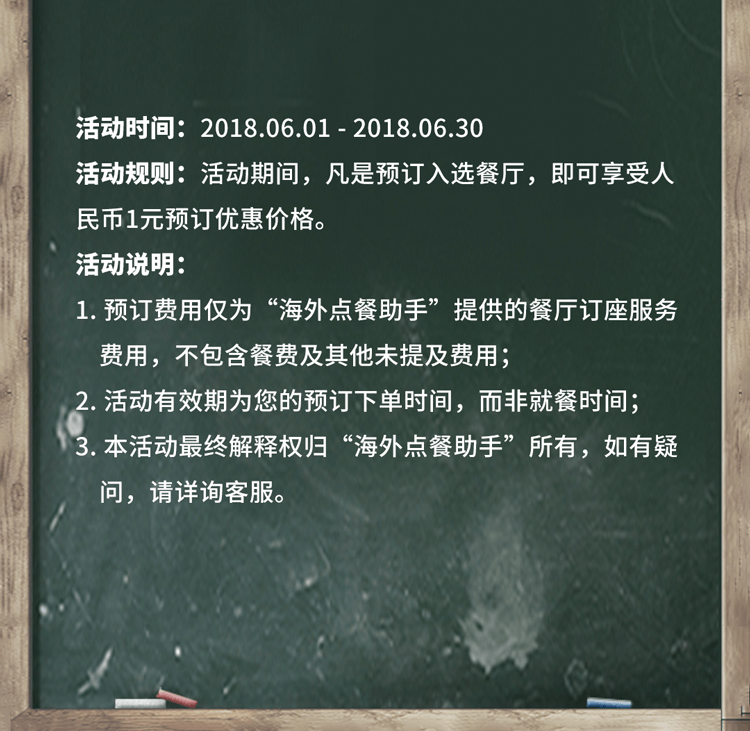 活动时间：2018.06.01 - 2018.06.30
活动规则：活动期间，凡是预订入选餐厅，即可享受人
民币1元预订优惠价格。
活动说明：
1. 预订费用仅为“海外点餐助手”提供的餐厅订座服务
费用，不包含餐费及其他未提及费用；
2. 活动有效期为您的预订下单时间，而非就餐时间；
3. 本活动最终解释权归“海外点餐助手”所有，如有疑
问，请详询客服。